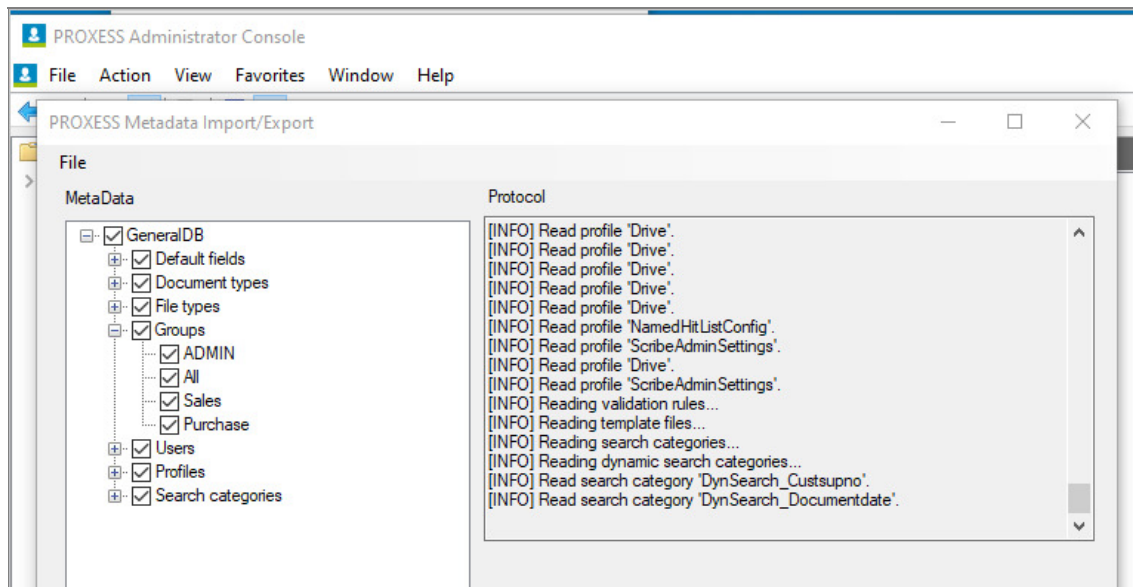 PROXESS Administrator Console
File Action View Favorites Window Help
PROXESS Metadata Import/Export
File
MetaData
GeneralDB
Default fields
Document types
File types
Groups
ADMIN
All
Sales
Purchase
Users
Profiles
Search categories
Protocol
[INFO] Read profile 'Drive'.
[INFO] Read profile 'Drive'.
[INFO] Read profile 'Drive'.
[INFO] Read profile 'Drive'.
[INFO] Read profile 'Drive'.
[INFO] Read profile 'NamedHitListConfig'.
[INFO] Read profile 'ScribeAdminSettings'.
[INFO] Read profile 'Drive'.
[INFO] Read profile 'ScribeAdminSettings'.
[INFO] Reading validation rules...
[INFO] Reading template files...
[INFO] Reading search categories...
[INFO] Reading dynamic search categories...
[INFO] Read search category 'DynSearch_Custsupno'.
[INFO] Read search category 'DynSearch_Documentdate'.